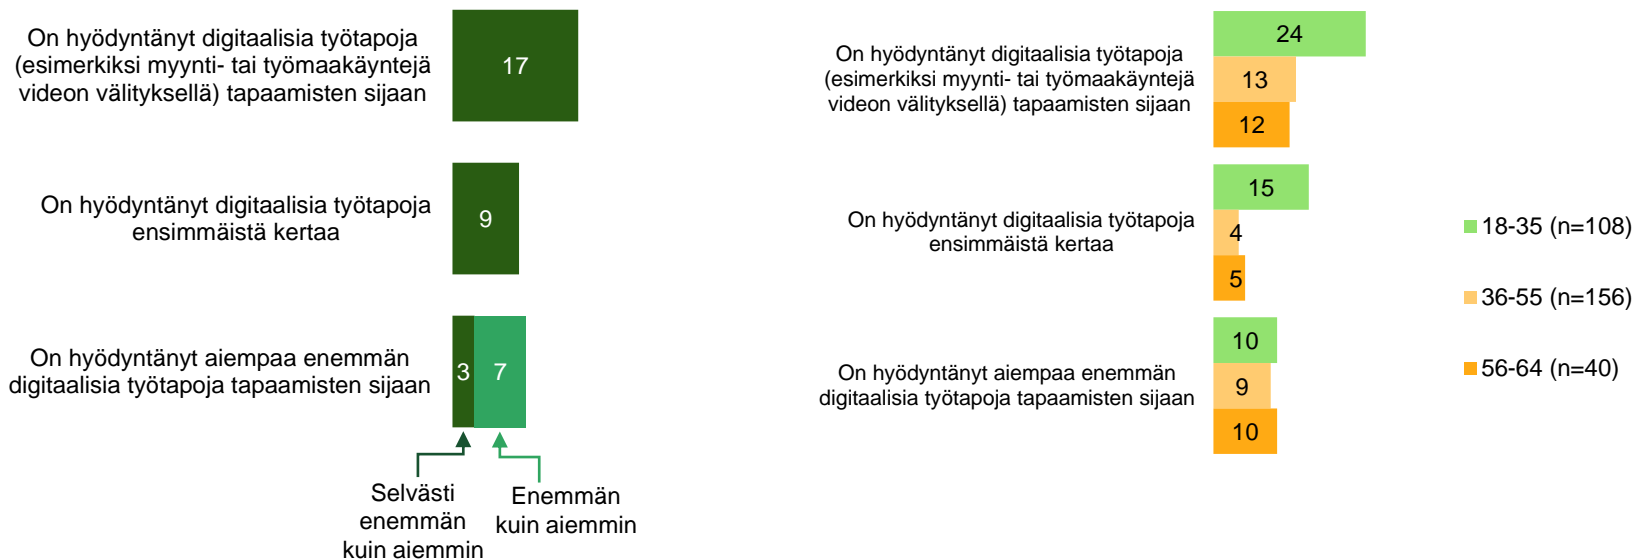 On hyödyntänyt digitaalisia työtapoja
(esimerkiksi myynti- tai työmaakäyntejä
videon välityksellä) tapaamisten sijaan
17
On hyödyntänyt digitaalisia työtapoja
ensimmäistä kertaa
9
On hyödyntänyt aiempaa enemmän
digitaalisia työtapoja tapaamisten sijaan
3
7
Selvästi
enemmän
kuin aiemmin
Enemmän
kuin aiemmin
On hyödyntänyt digitaalisia työtapoja
(esimerkiksi myynti- tai työmaakäyntejä
videon välityksellä) tapaamisten sijaan
24
13
12
On hyödyntänyt digitaalisia työtapoja
ensimmäistä kertaa
15
4
5
On hyödyntänyt aiempaa enemmän
digitaalisia työtapoja tapaamisten sijaan
10
9
10
18-35 (n=108)
36-55 (n=156)
56-64 (n=40)